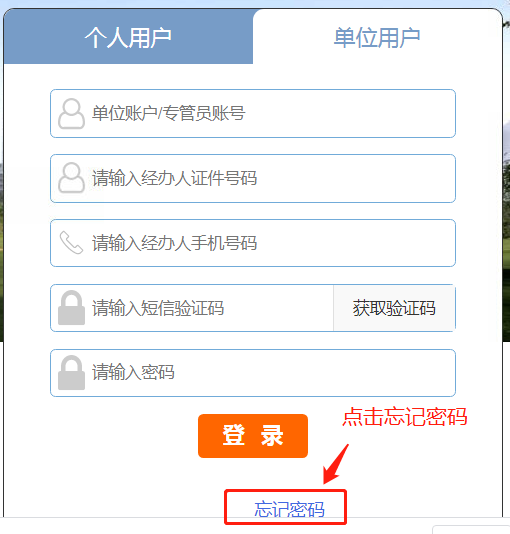 个人用户 单位用户
单位账户/专管员账号
请输入经办人证件号码
请输入经办人手机号码
请输入短信验证码 获取验证码
请输入密码
登 录
点击忘记密码
忘记密码